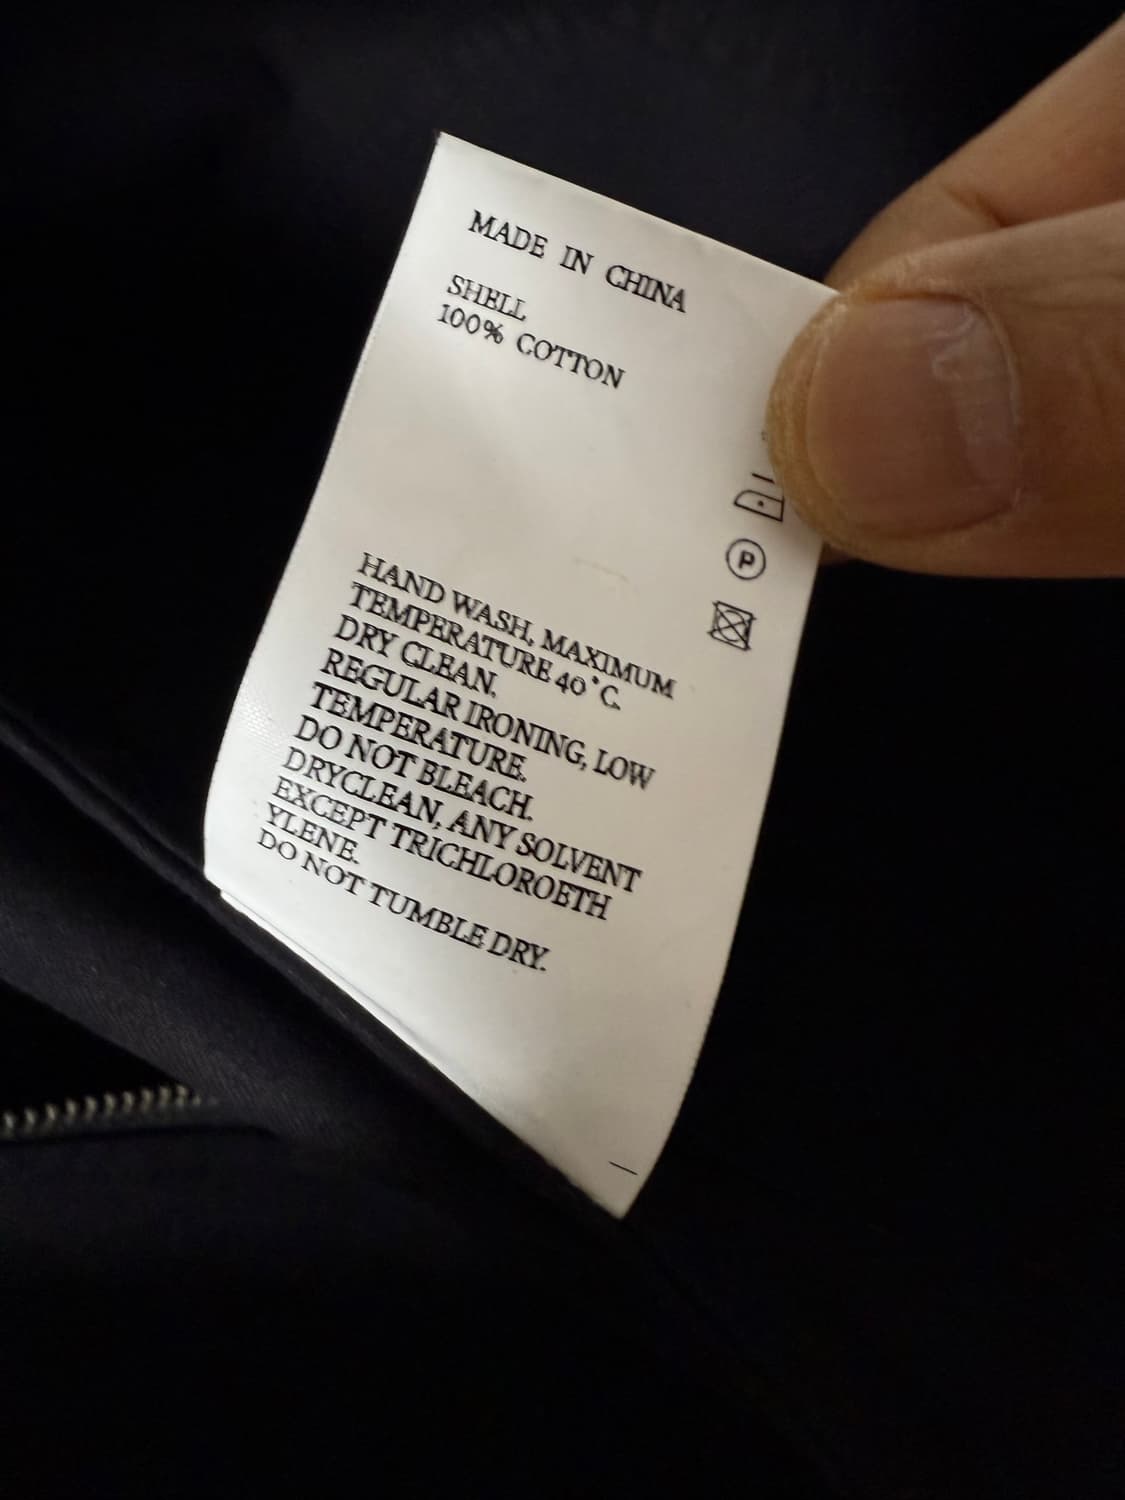 MADE IN CHINA
SHELL
100% COTTON
P
HAND WASH, MAXIMUM
TEMPERATURE 40°C.
DRY CLEAN.
REGULAR IRONING, LOW
TEMPERATURE.
DO NOT BLEACH.
DRYCLEAN, ANY SOLVENT
EXCEPT TRICHLOROETH
YLENE.
DO NOT TUMBLE DRY.